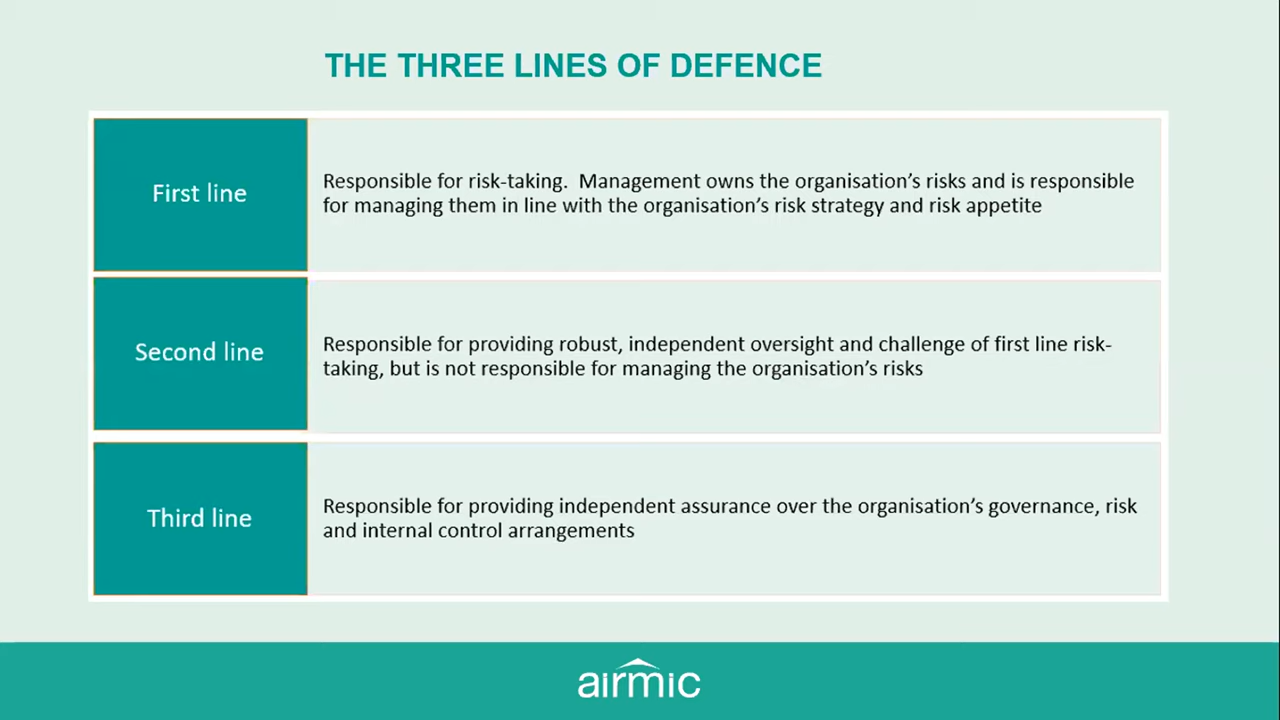 THE THREE LINES OF DEFENCE
First line
Responsible for risk-taking.  Management owns the organisation’s risks and is responsible
for managing them in line with the organisation’s risk strategy and risk appetite
Second line
Responsible for providing robust, independent oversight and challenge of first line risk-
taking, but is not responsible for managing the organisation’s risks
Third line
Responsible for providing independent assurance over the organisation’s governance, risk
and internal control arrangements
airmic